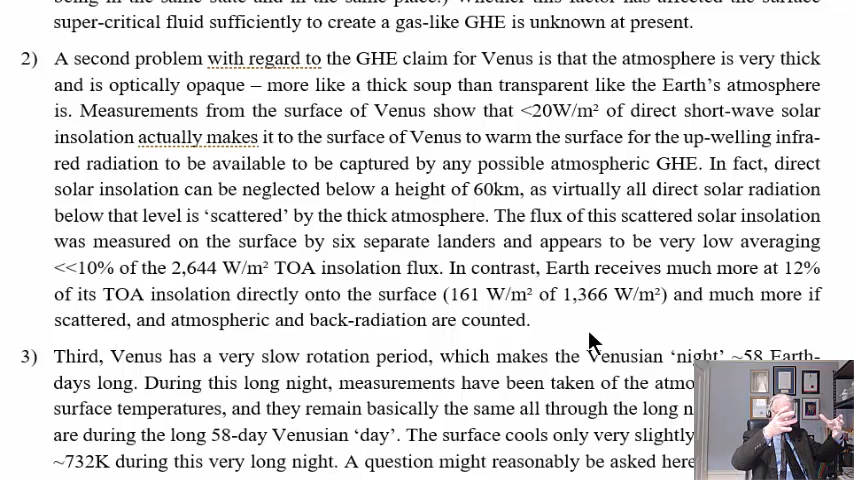 super-critical fluid sufficiently to create a gas-like GHE is unknown at present.
2) A second problem with regard to the GHE claim for Venus is that the atmosphere is very thick
and is optically opaque – more like a thick soup than transparent like the Earth’s atmosphere
is. Measurements from the surface of Venus show that <20W/m² of direct short-wave solar
insolation actually makes it to the surface of Venus to warm the surface for the up-welling infra-
red radiation to be available to be captured by any possible atmospheric GHE. In fact, direct
solar insolation can be neglected below a height of 60km, as virtually all direct solar radiation
below that level is ‘scattered’ by the thick atmosphere. The flux of this scattered solar insolation
was measured on the surface by six separate landers and appears to be very low averaging
<<10% of the 2,644 W/m² TOA insolation flux. In contrast, Earth receives much more at 12%
of its TOA insolation directly onto the surface (161 W/m² of 1,366 W/m²) and much more if
scattered, and atmospheric and back-radiation are counted.
3) Third, Venus has a very slow rotation period, which makes the Venusian ‘night’ ~58 Earth-
days long. During this long night, measurements have been taken of the atmo
surface temperatures, and they remain basically the same all through the long n
are during the long 58-day Venusian ‘day’. The surface cools only very slightly
~732K during this very long night. A question might reasonably be asked here